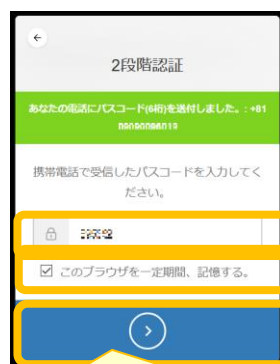 2段階認証
あなたの電話にパスコード(6桁)を送付しました。: +81
携帯電話で受信したパスコードを入力してく
ださい。
このブラウザを一定期間、記憶する。